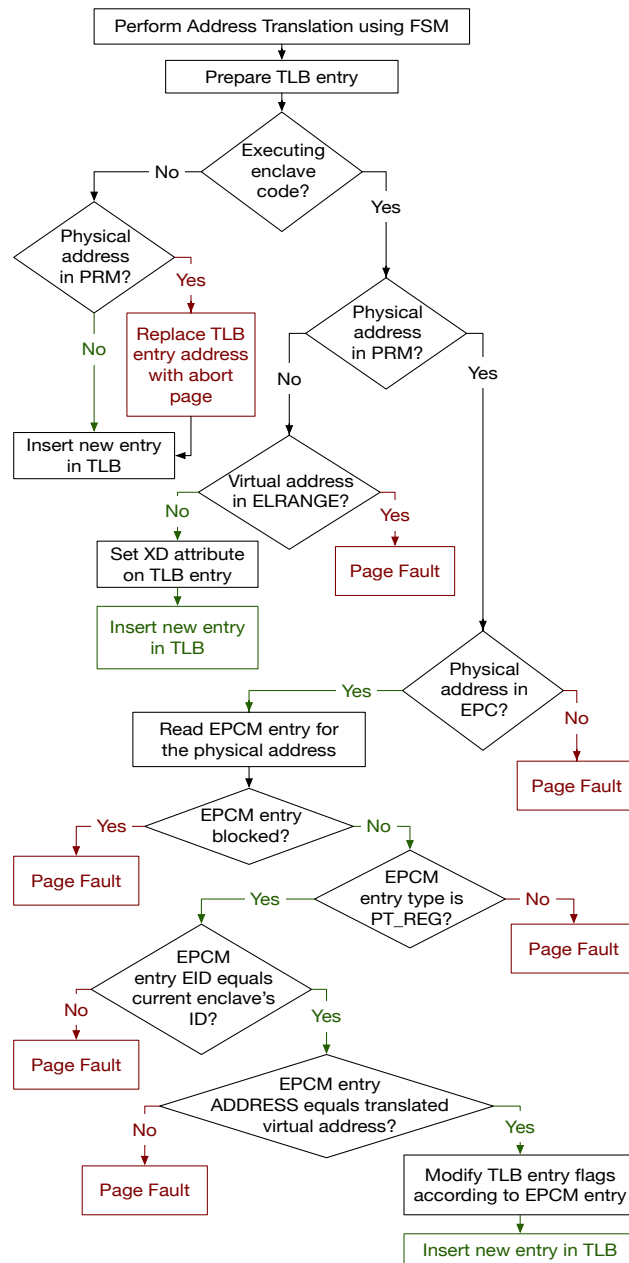 Perform Address Translation using FSM
Prepare TLB entry
Executing
enclave
code?
No
Yes
Physical
address
in PRM?
Yes
No
Replace TLB
entry address
with abort
page
Insert new entry
in TLB
Physical
address
in PRM?
No
Yes
Virtual address
in ELRANGE?
No
Yes
Set XD attribute
on TLB entry
Page Fault
Insert new entry
in TLB
Physical
address in
EPC?
Yes
No
Read EPCM entry for
the physical address
Page Fault
EPCM entry
blocked?
Yes
No
Page Fault
EPCM
entry type is
PT_REG?
Yes
No
Page Fault
EPCM
entry EID equals
current enclave's
ID?
No
Yes
Page Fault
EPCM entry
ADDRESS equals translated
virtual address?
No
Yes
Page Fault
Modify TLB entry flags
according to EPCM entry
Insert new entry in TLB